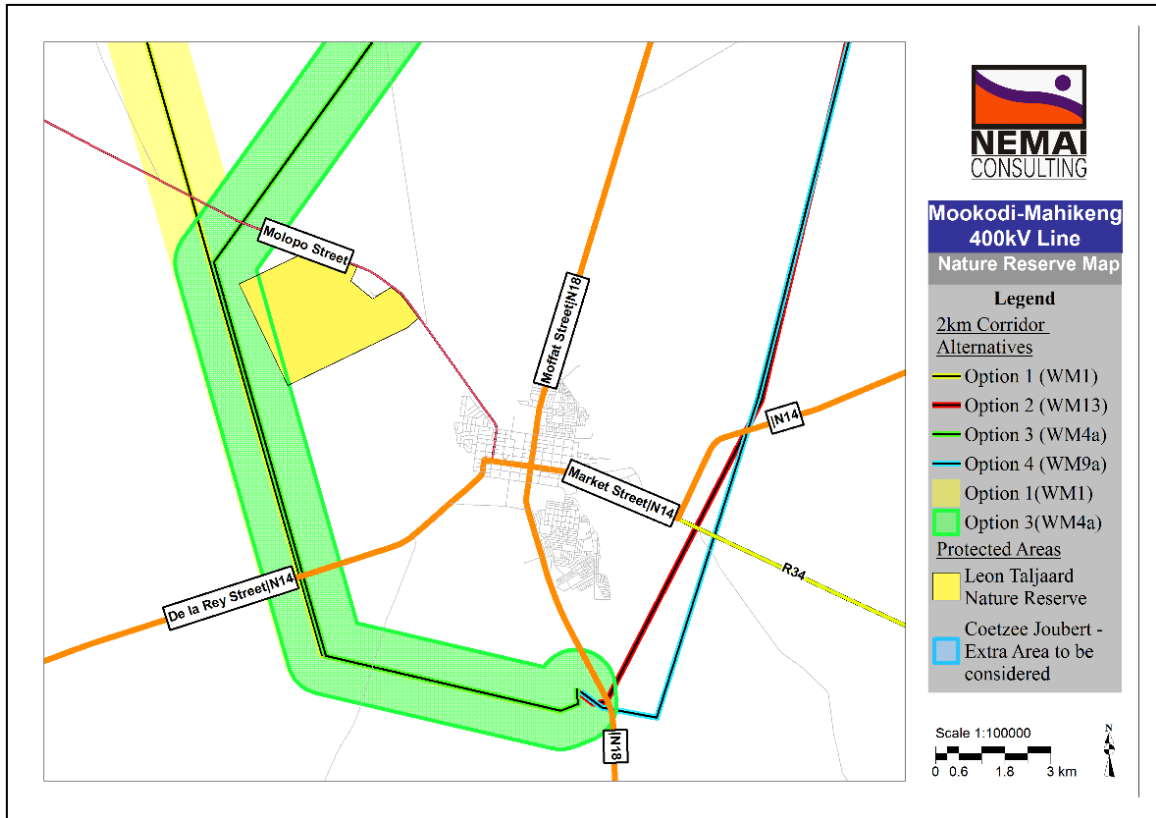 Molopo Street
Moffat Street|N18
|N14
Market Street|N14
R34
De la Rey Street|N14
|N18
NEMAI
CONSULTING
Mookodi-Mahikeng
400kV Line
Nature Reserve Map
Legend
2km Corridor
Alternatives
Option 1 (WM1)
Option 2 (WM13)
Option 3 (WM4a)
Option 4 (WM9a)
Option 1(WM1)
Option 3(WM4a)
Protected Areas
Leon Taljaard
Nature Reserve
Coetzee Joubert -
Extra Area to be
considered
Scale 1:100000
0 0.6 1.8 3 km
N